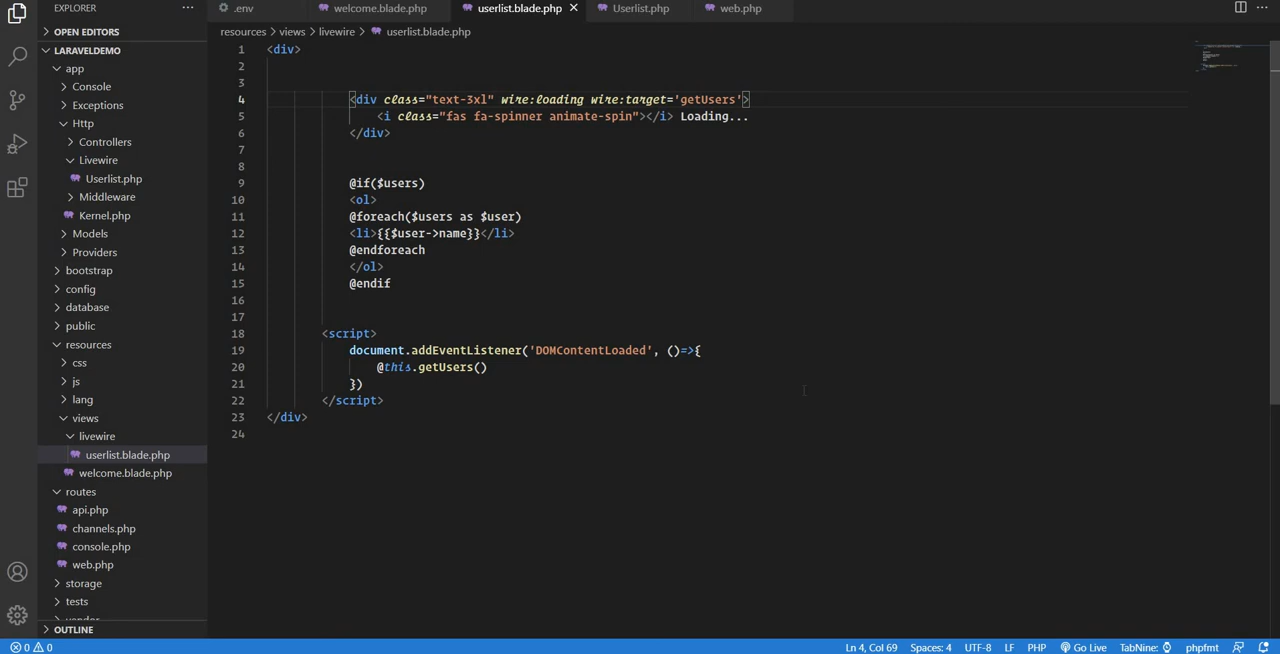 EXPLORER
OPEN EDITORS
LARAVELDEMO
app
Console
Exceptions
Http
Controllers
Livewire
Userlist.php
Middleware
Kernel.php
Models
Providers
bootstrap
config
database
public
resources
css
js
lang
views
livewire
userlist.blade.php
welcome.blade.php
routes
api.php
channels.php
console.php
web.php
storage
tests
OUTLINE
.env
welcome.blade.php
userlist.blade.php
Userlist.php
web.php
resources > views > livewire > userlist.blade.php
1 <div>
2
3
4 <div class="text-3xl" wire:loading wire:target='getUsers'>
5 <i class="fas fa-spinner animate-spin"></i> Loading...
6 </div>
7
8
9 @if($users)
10 <ol>
11 @foreach($users as $user)
12 <li>{{$user->name}}</li>
13 @endforeach
14 </ol>
15 @endif
16
17
18 <script>
19 document.addEventListener('DOMContentLoaded', ()=>{
20 @this.getUsers()
21 })
22 </script>
23 </div>
24
0 0 Ln 4, Col 69 Spaces: 4 UTF-8 LF PHP Go Live TabNine: phpfmt